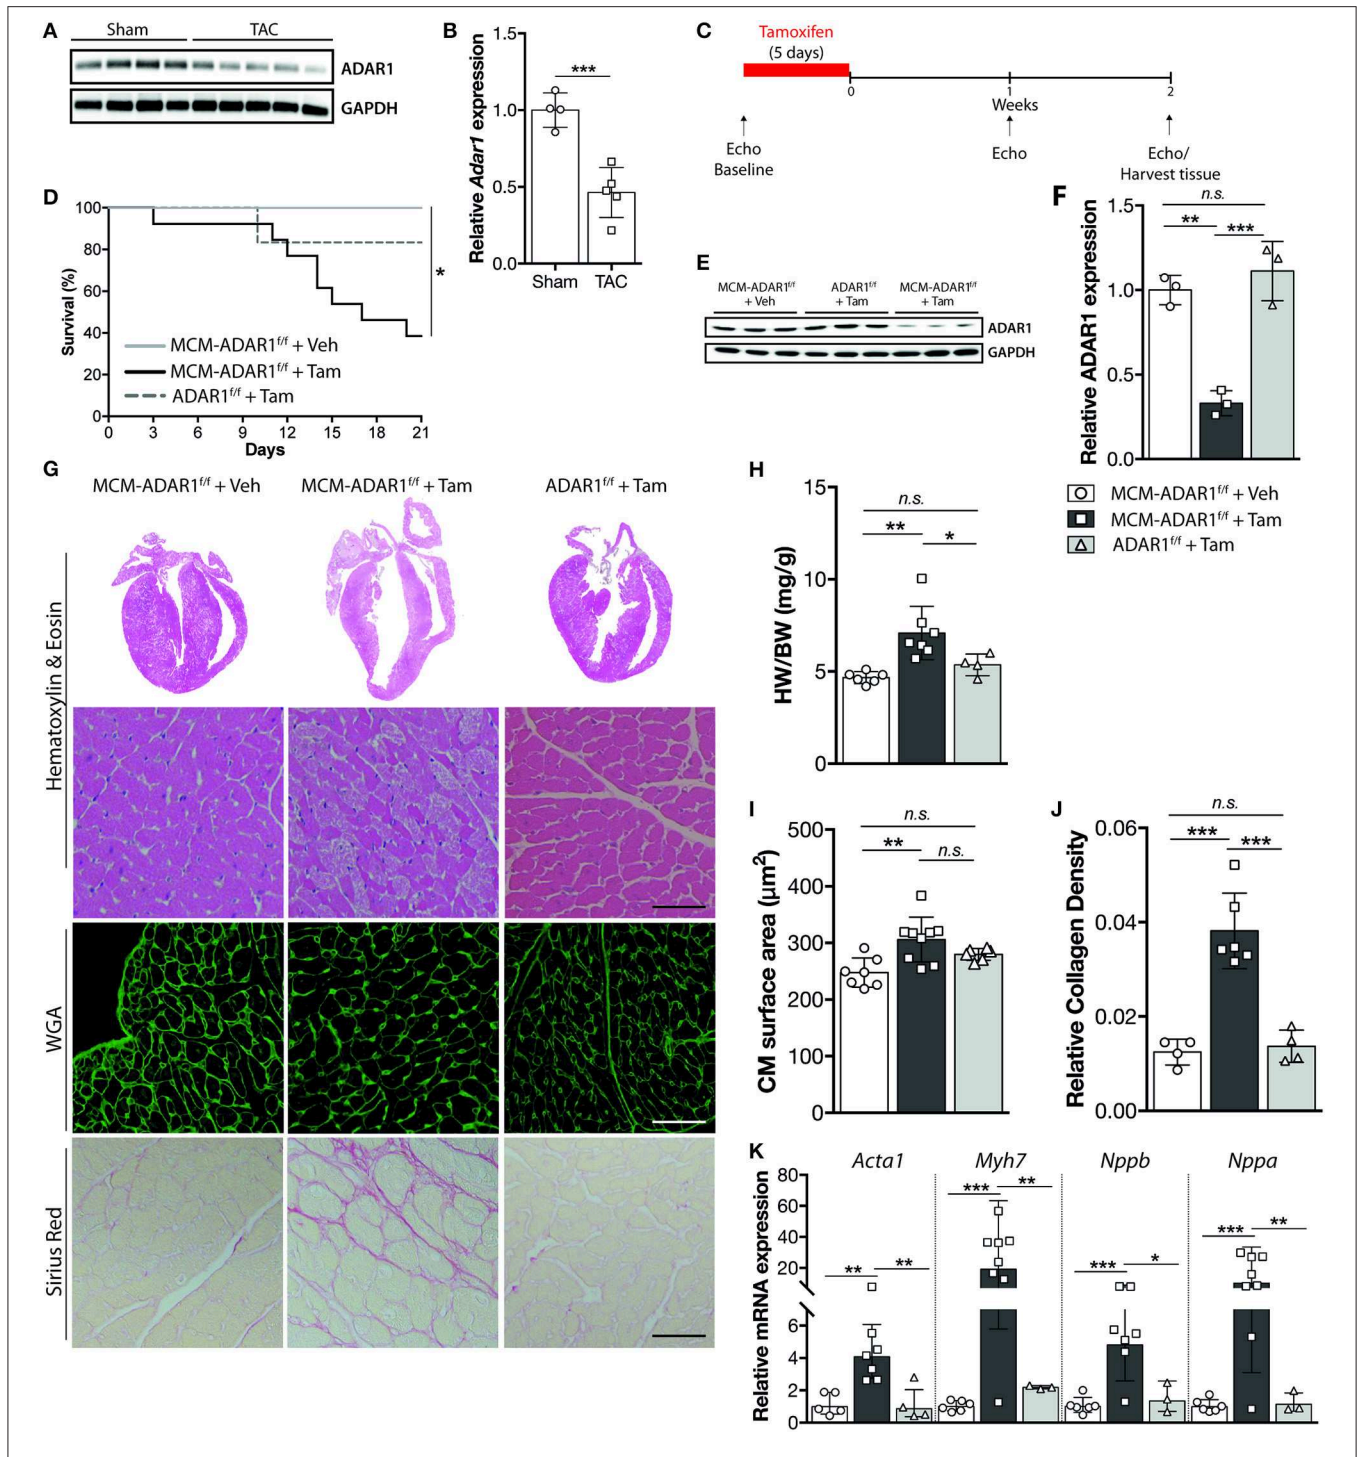 A
Sham TAC
ADAR1
GAPDH
B
Relative Adar1 expression
1.5
1.0
0.5
0.0
***
Sham TAC
C
Tamoxifen
(5 days)
0 1 2
Weeks
Echo
Baseline
Echo
Echo/
Harvest tissue
D
Survival (%)
100
80
60
40
20
0
MCM-ADAR1f/f + Veh
MCM-ADAR1f/f + Tam
ADAR1f/f + Tam
*
0 3 6 9 12 15 18 21
Days
E
MCM-ADAR1f/f ADAR1f/f MCM-ADAR1f/f
+ Veh + Tam + Tam
ADAR1
GAPDH
F
Relative ADAR1 expression
1.5
1.0
0.5
0.0
n.s.
** ***
MCM-ADAR1f/f + Veh
MCM-ADAR1f/f + Tam
ADAR1f/f + Tam
G
MCM-ADAR1f/f + Veh MCM-ADAR1f/f + Tam ADAR1f/f + Tam
Hematoxylin & Eosin
WGA
Sirius Red
H
HW/BW (mg/g)
15
10
5
0
n.s.
** *
I
CM surface area (µm2)
500
400
300
200
100
0
n.s.
** n.s.
J
Relative Collagen Density
0.06
0.04
0.02
0.00
n.s.
*** ***
K
Relative mRNA expression
Acta1 Myh7 Nppb Nppa
80
60
40
20
6
4
2
0
** **
*** **
*** *
*** **